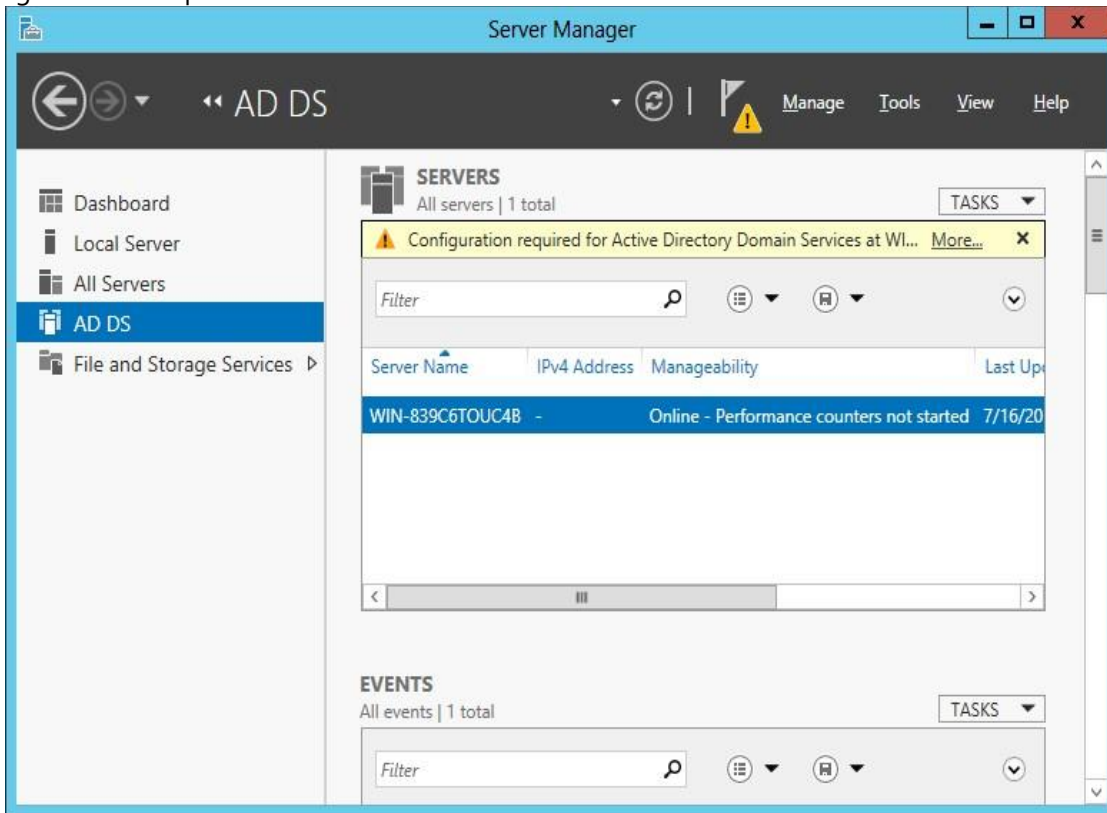 Server Manager
AD DS
Manage Tools View Help
Dashboard
Local Server
All Servers
AD DS
File and Storage Services
SERVERS
All servers | 1 total
TASKS
Configuration required for Active Directory Domain Services at WI... More...
Filter
Server Name IPv4 Address Manageability Last Upd
WIN-839C6TOUC4B - Online - Performance counters not started 7/16/20
EVENTS
All events | 1 total
TASKS
Filter